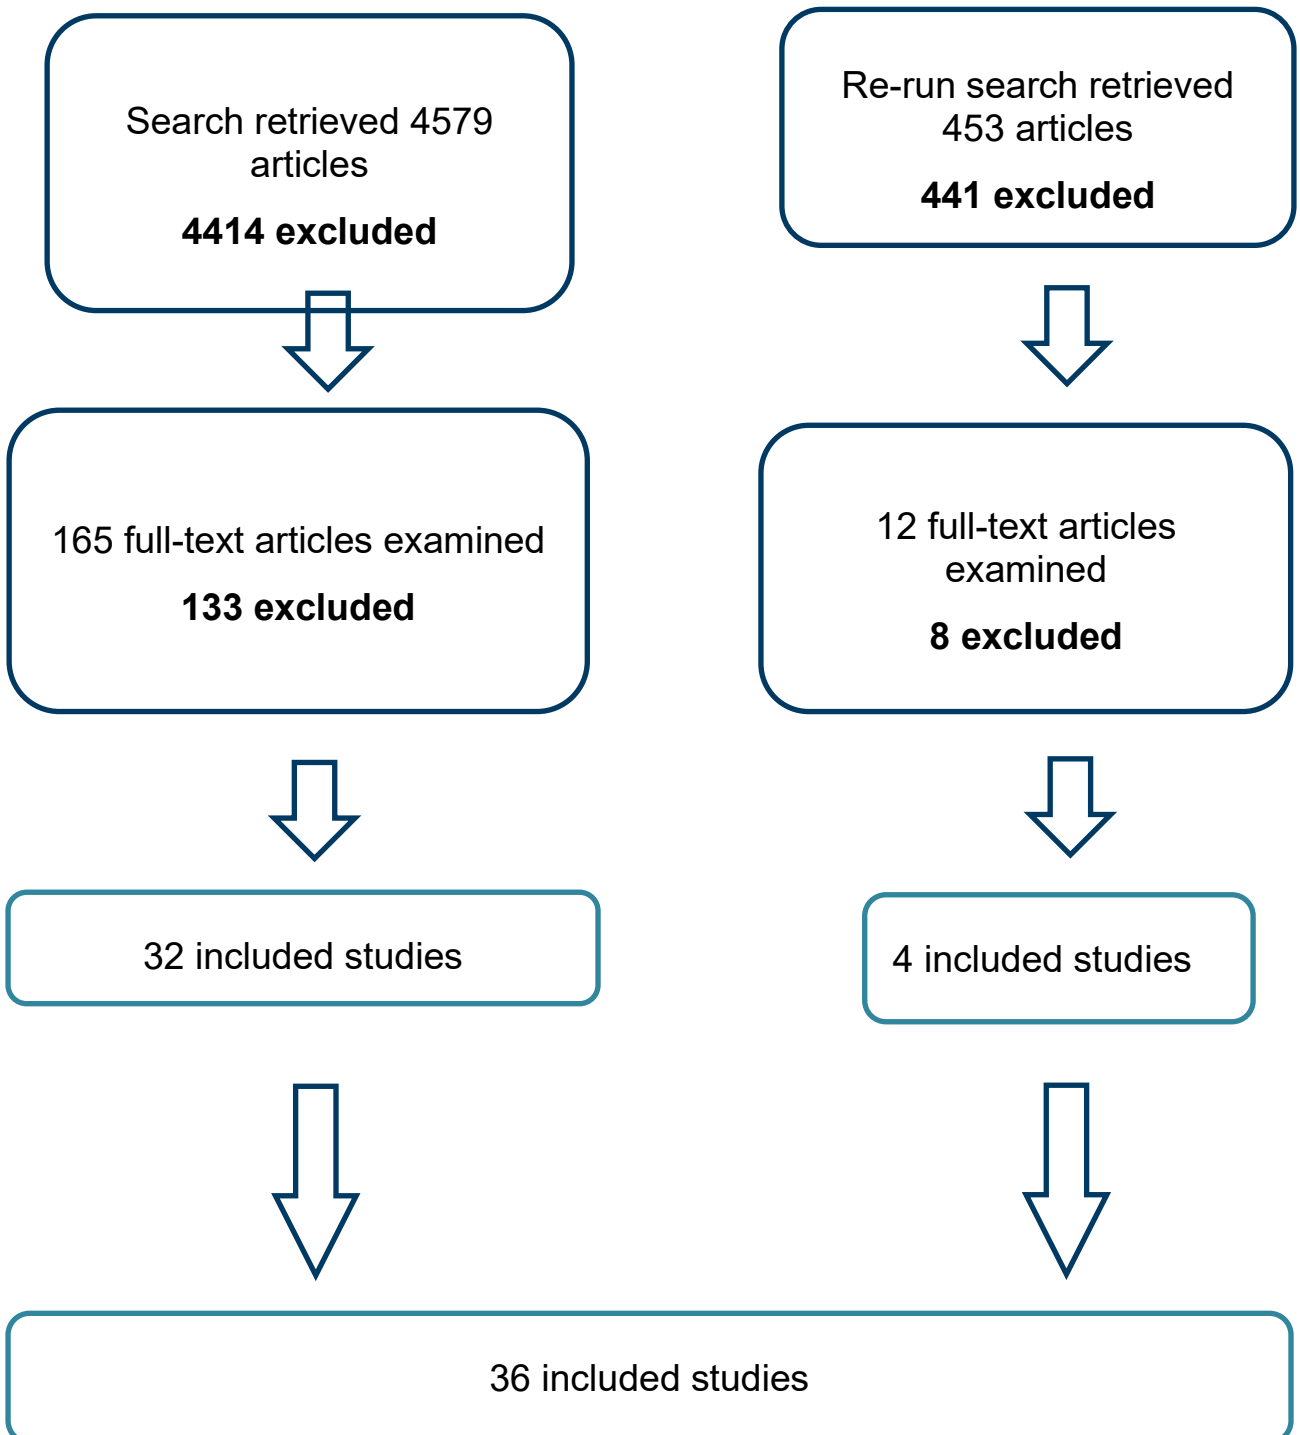 Search retrieved 4579
articles
4414 excluded
Re-run search retrieved
453 articles
441 excluded
165 full-text articles examined
133 excluded
12 full-text articles
examined
8 excluded
32 included studies
4 included studies
36 included studies